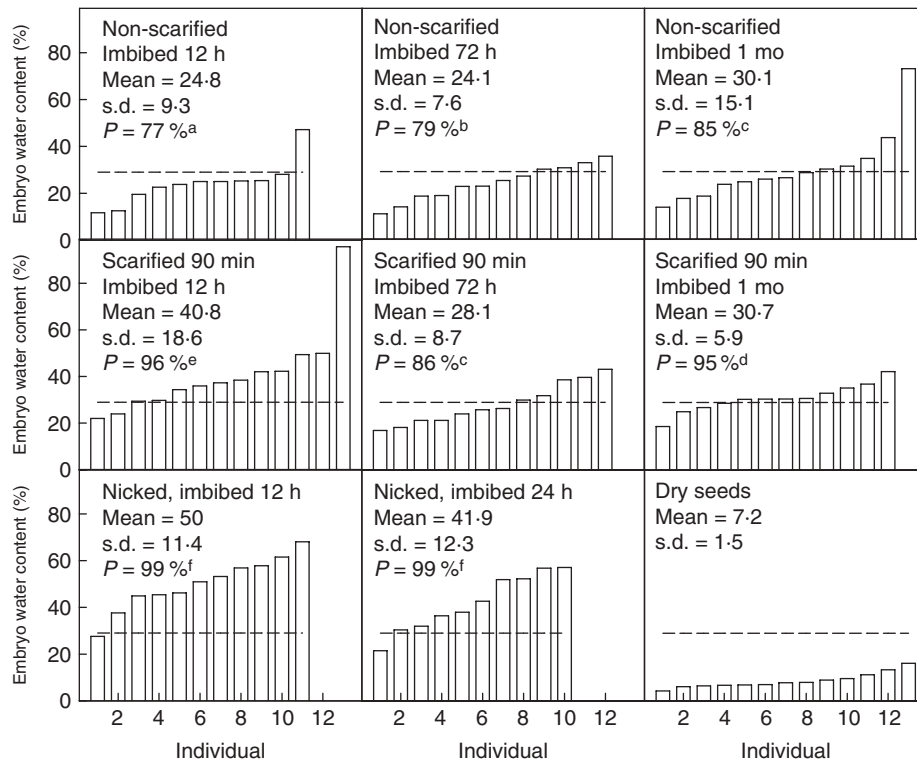 Non-scarified
Imbibed 12 h
Mean = 24·8
s.d. = 9·3
P = 77 %a
Non-scarified
Imbibed 72 h
Mean = 24·1
s.d. = 7·6
P = 79 %b
Non-scarified
Imbibed 1 mo
Mean = 30·1
s.d. = 15·1
P = 85 %c
Embryo water content (%)
80
60
40
20
0
Scarified 90 min
Imbibed 12 h
Mean = 40·8
s.d. = 18·6
P = 96 %e
Scarified 90 min
Imbibed 72 h
Mean = 28·1
s.d. = 8·7
P = 86 %c
Scarified 90 min
Imbibed 1 mo
Mean = 30·7
s.d. = 5·9
P = 95 %d
Embryo water content (%)
80
60
40
20
0
Nicked, imbibed 12 h
Mean = 50
s.d. = 11·4
P = 99 %f
Nicked, imbibed 24 h
Mean = 41·9
s.d. = 12·3
P = 99 %f
Dry seeds
Mean = 7·2
s.d. = 1·5
Embryo water content (%)
80
60
40
20
0
2 4 6 8 10 12
2 4 6 8 10 12
2 4 6 8 10 12
Individual
Individual
Individual